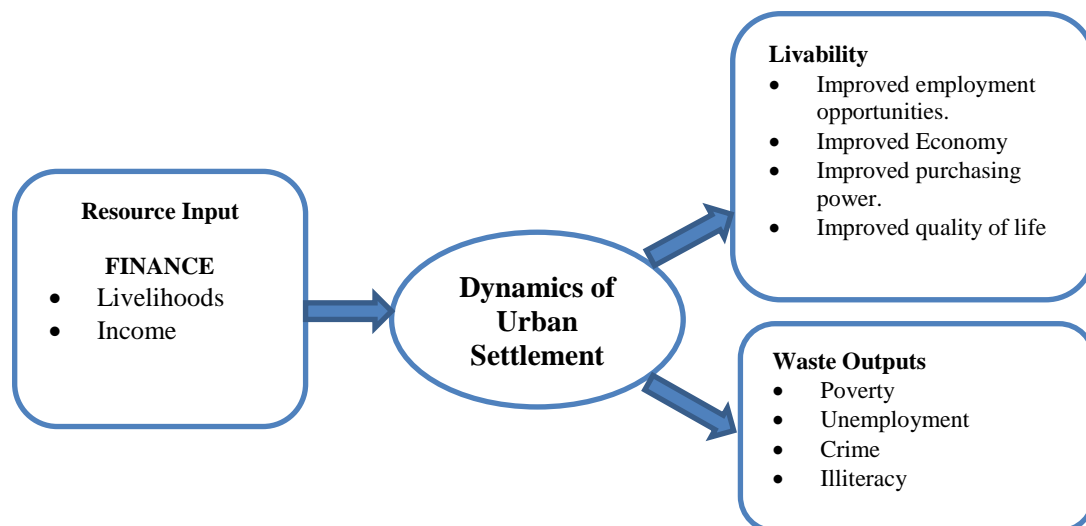 Resource Input
FINANCE
• Livelihoods
• Income
Dynamics of
Urban
Settlement
Livability
• Improved employment
opportunities.
• Improved Economy
• Improved purchasing
power.
• Improved quality of life
Waste Outputs
• Poverty
• Unemployment
• Crime
• Illiteracy